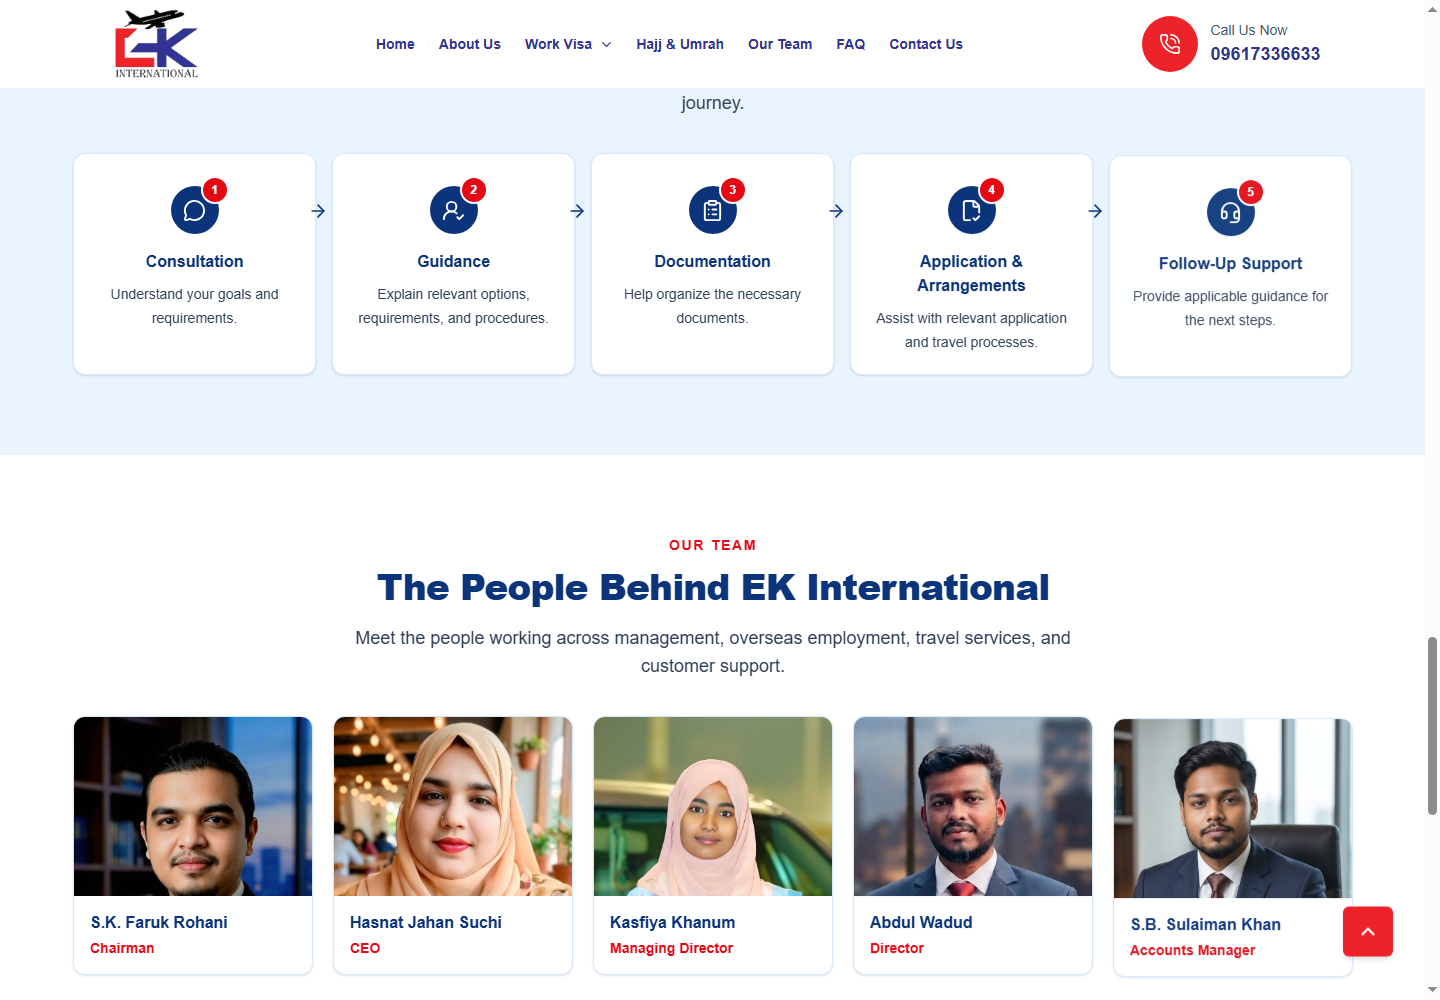 EK
INTERNATIONAL
Home
About Us
Work Visa
Hajj & Umrah
Our Team
FAQ
Contact Us
Call Us Now
09617336633
journey.
1
Consultation
Understand your goals and
requirements.
2
Guidance
Explain relevant options,
requirements, and procedures.
3
Documentation
Help organize the necessary
documents.
4
Application &
Arrangements
Assist with relevant application
and travel processes.
5
Follow-Up Support
Provide applicable guidance for
the next steps.
OUR TEAM
The People Behind EK International
Meet the people working across management, overseas employment, travel services, and
customer support.
S.K. Faruk Rohani
Chairman
Hasnat Jahan Suchi
CEO
Kasfiya Khanum
Managing Director
Abdul Wadud
Director
S.B. Sulaiman Khan
Accounts Manager